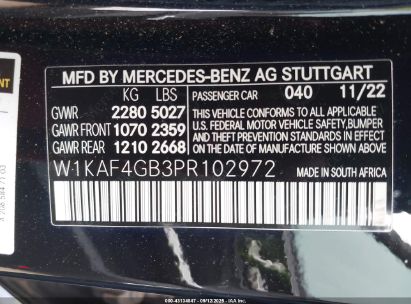 MFD BY MERCEDES-BENZ AG STUTTGART
KG LBS
PASSENGER CAR 040 11/22
GVWR 2280 5027
GAWR FRONT 1070 2359
GAWR REAR 1210 2668
THIS VEHICLE CONFORMS TO ALL APPLICABLE
U.S. FEDERAL MOTOR VEHICLE SAFETY, BUMPER
AND THEFT PREVENTION STANDARDS IN EFFECT ON
THE DATE OF MANUFACTURE SHOWN ABOVE.
W1KAF4GB3PR102972
MADE IN SOUTH AFRICA